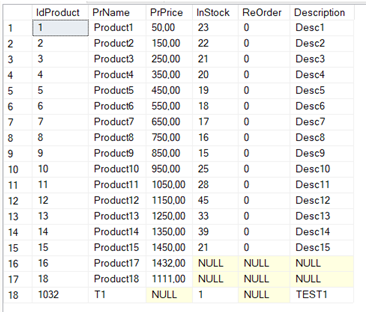 IdProduct PrName PrPrice InStock ReOrder Description
1 1 Product1 50,00 23 0 Desc1
2 2 Product2 150,00 22 0 Desc2
3 3 Product3 250,00 21 0 Desc3
4 4 Product4 350,00 20 0 Desc4
5 5 Product5 450,00 19 0 Desc5
6 6 Product6 550,00 18 0 Desc6
7 7 Product7 650,00 17 0 Desc7
8 8 Product8 750,00 16 0 Desc8
9 9 Product9 850,00 15 0 Desc9
10 10 Product10 950,00 25 0 Desc10
11 11 Product11 1050,00 28 0 Desc11
12 12 Product12 1150,00 45 0 Desc12
13 13 Product13 1250,00 33 0 Desc13
14 14 Product14 1350,00 39 0 Desc14
15 15 Product15 1450,00 21 0 Desc15
16 16 Product17 1432,00 NULL NULL NULL
17 18 Product18 1111,00 NULL NULL NULL
18 1032 T1 NULL 1 NULL TEST1